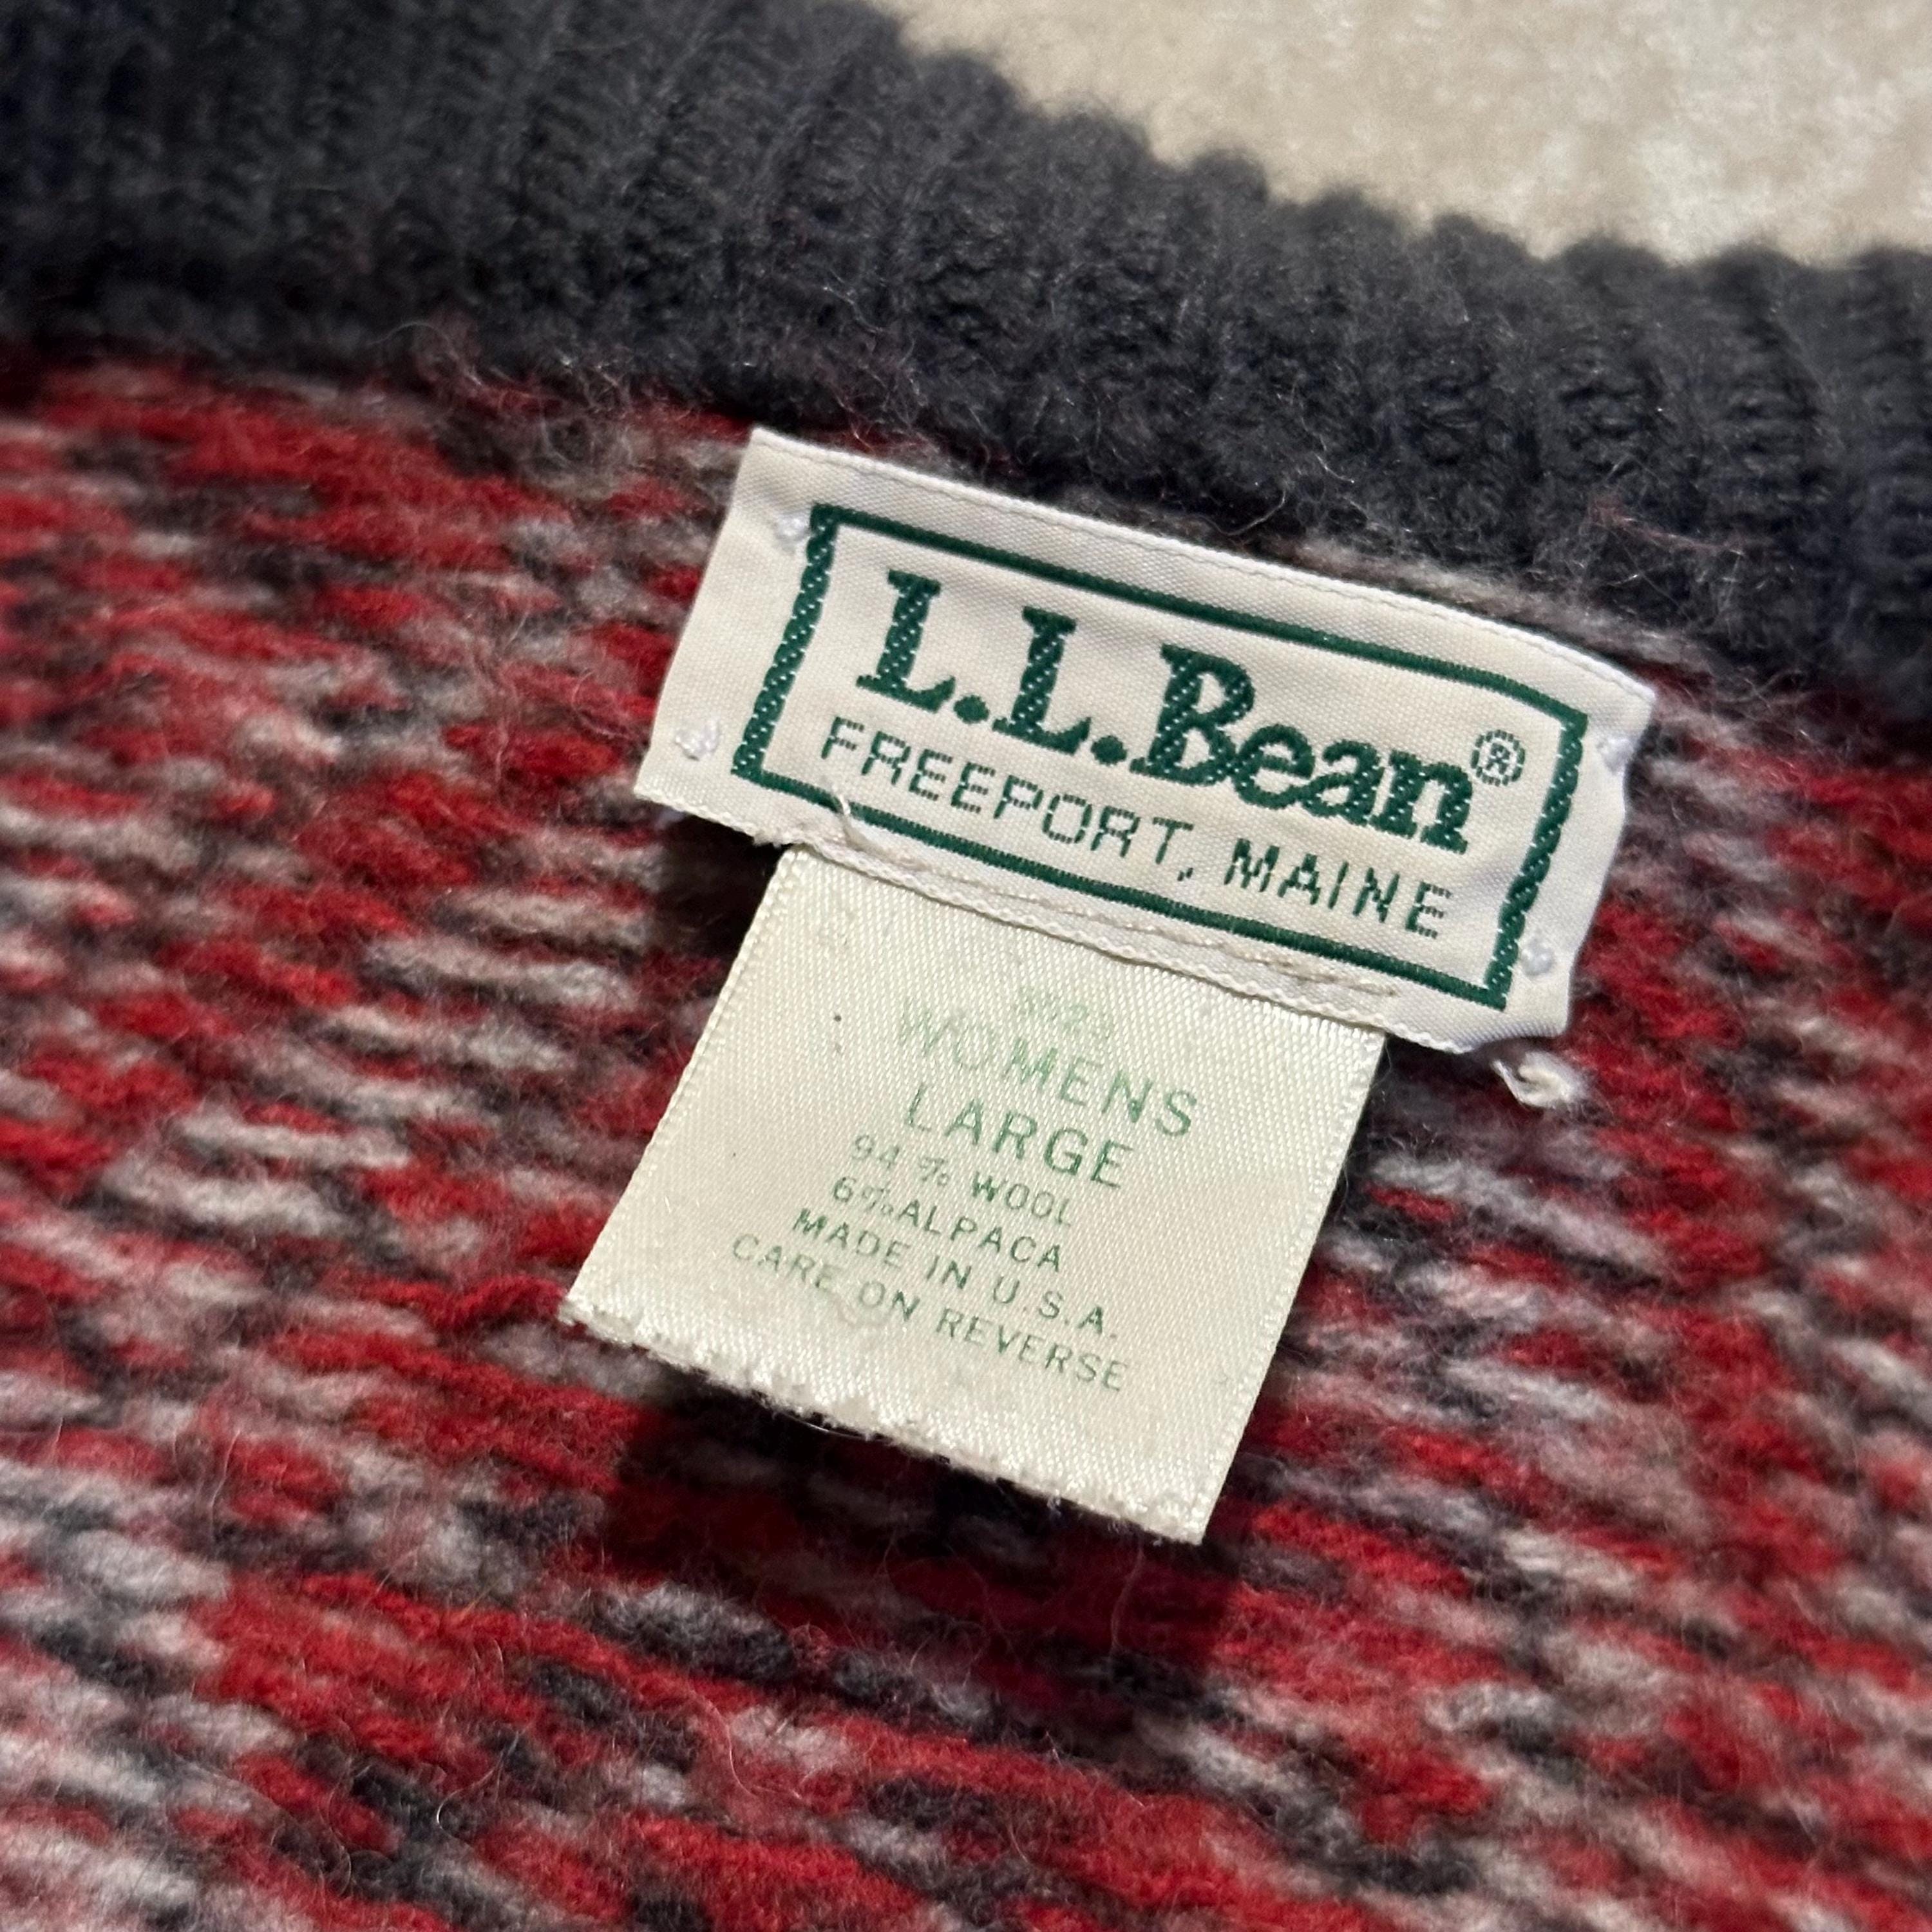 L.L.Bean®
FREEPORT, MAINE
WOMENS
LARGE
94% WOOL
6%ALPACA
MADE IN U.S.A.
CARE ON REVERSE